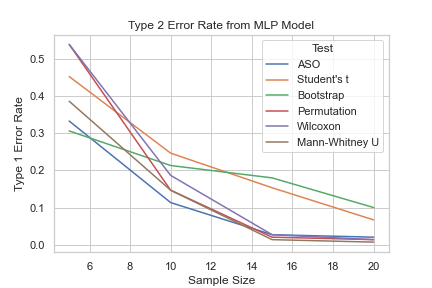 Type 2 Error Rate from MLP Model
Type 1 Error Rate
0.5
0.4
0.3
0.2
0.1
0.0
Test
ASO
Student's t
Bootstrap
Permutation
Wilcoxon
Mann-Whitney U
6 8 10 12 14 16 18 20
Sample Size